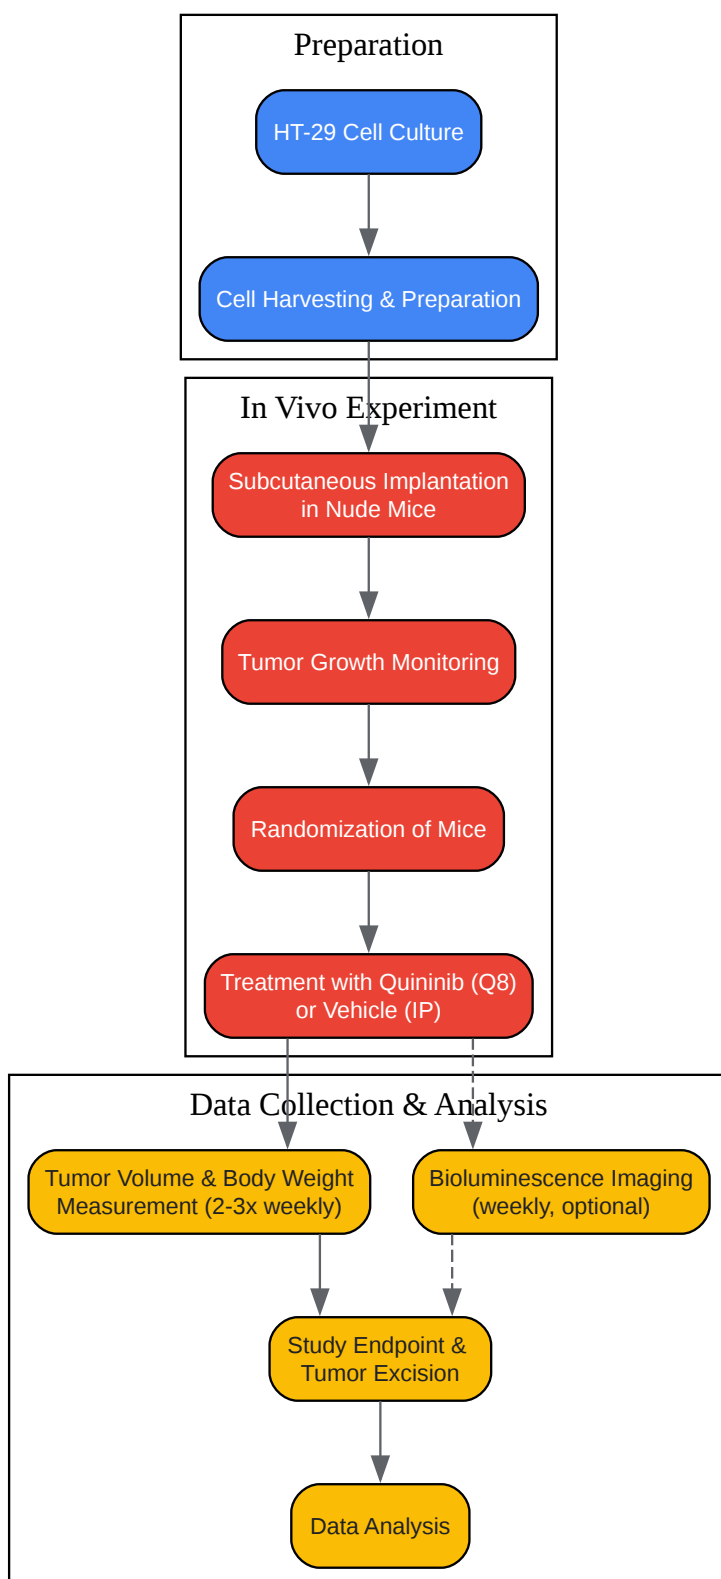 Preparation
HT-29 Cell Culture
Cell Harvesting & Preparation
In Vivo Experiment
Subcutaneous Implantation
in Nude Mice
Tumor Growth Monitoring
Randomization of Mice
Treatment with Quininib (Q8)
or Vehicle (IP)
Data Collection & Analysis
Tumor Volume & Body Weight
Measurement (2-3x weekly)
Bioluminescence Imaging
(weekly, optional)
Study Endpoint &
Tumor Excision
Data Analysis